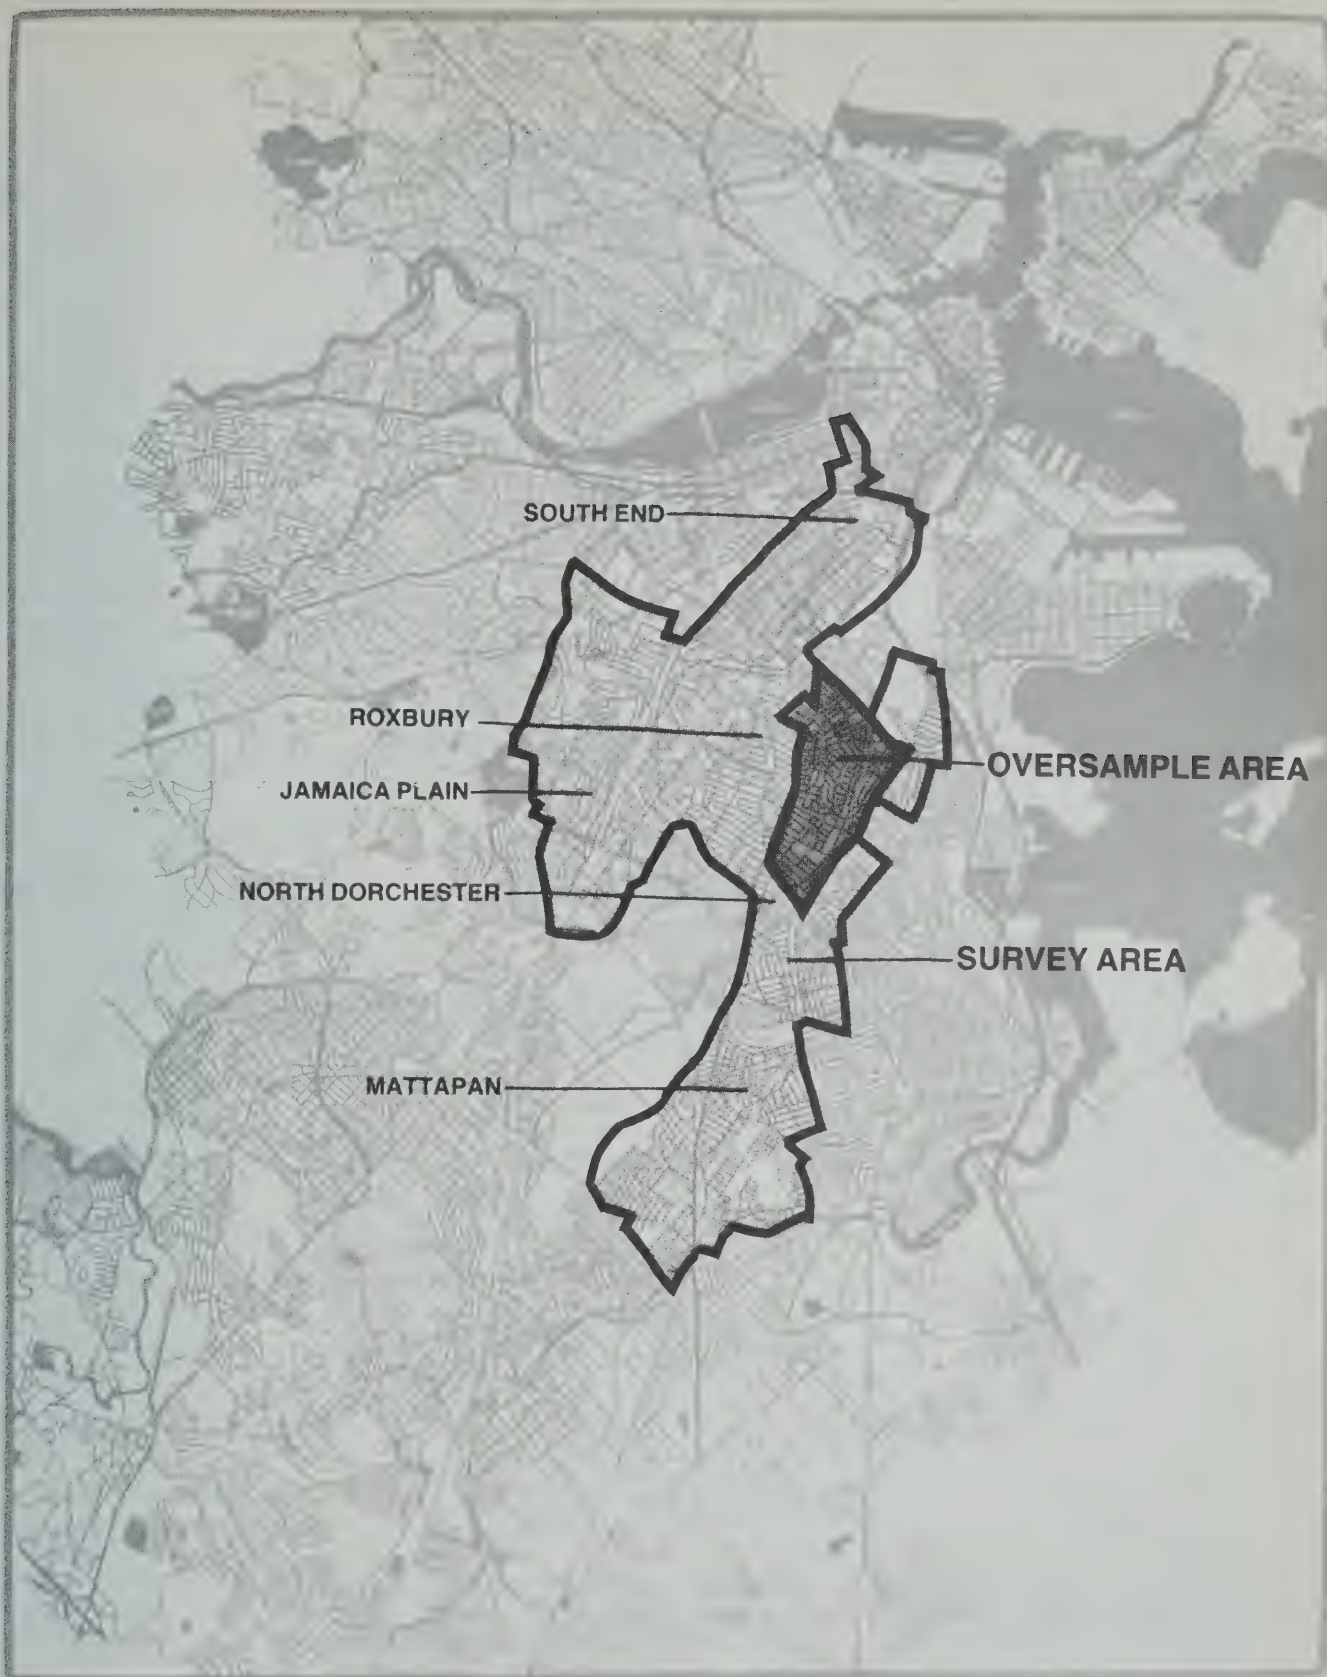 SOUTH END
ROXBURY
OVERSAMPLE AREA
JAMAICA PLAIN
NORTH DORCHESTER
SURVEY AREA
MATTAPAN